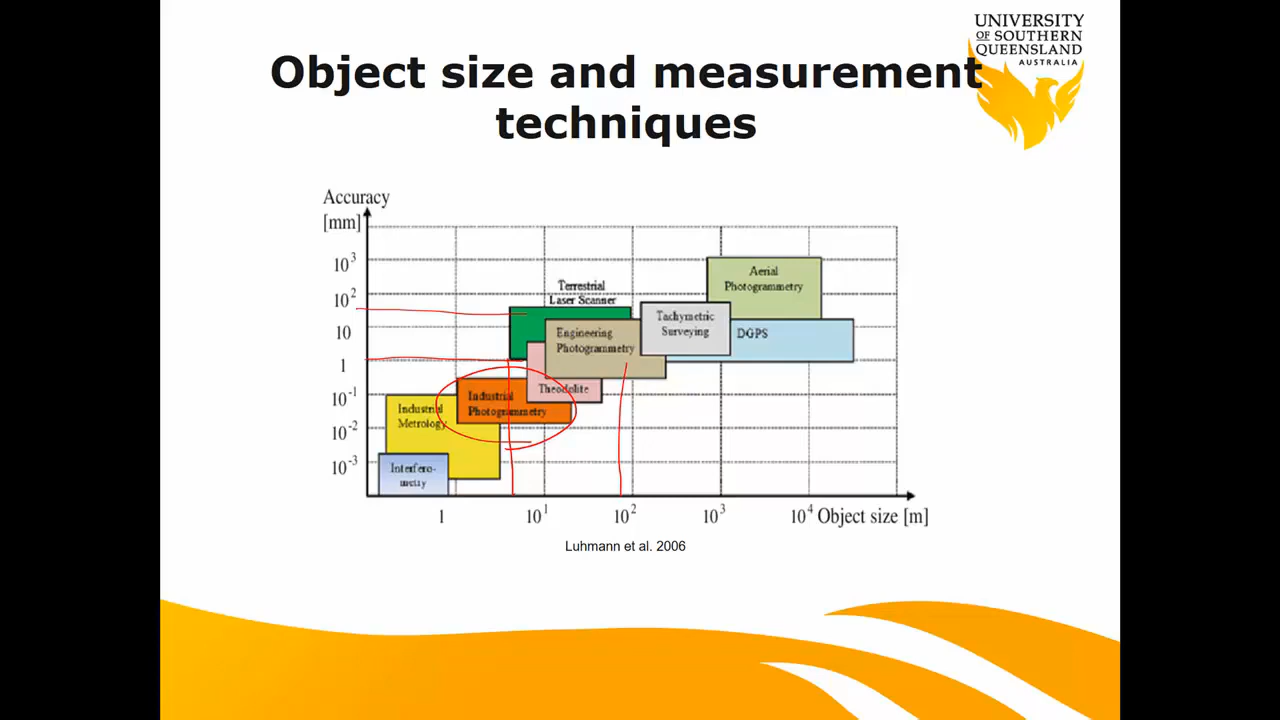 UNIVERSITY
OF SOUTHERN
QUEENSLAND
AUSTRALIA
Object size and measurement
techniques
Accuracy
[mm]
10³
10²
10
1
10⁻¹
10⁻²
10⁻³
Terrestrial
Laser Scanner
Aerial
Photogrammetry
Tachymetric
Surveying
DGPS
Engineering
Photogrammetry
Theodolite
Industrial
Photogrammetry
Industrial
Metrology
Interfero-
metry
1
10¹
10²
10³
10⁴
Object size [m]
Luhmann et al. 2006